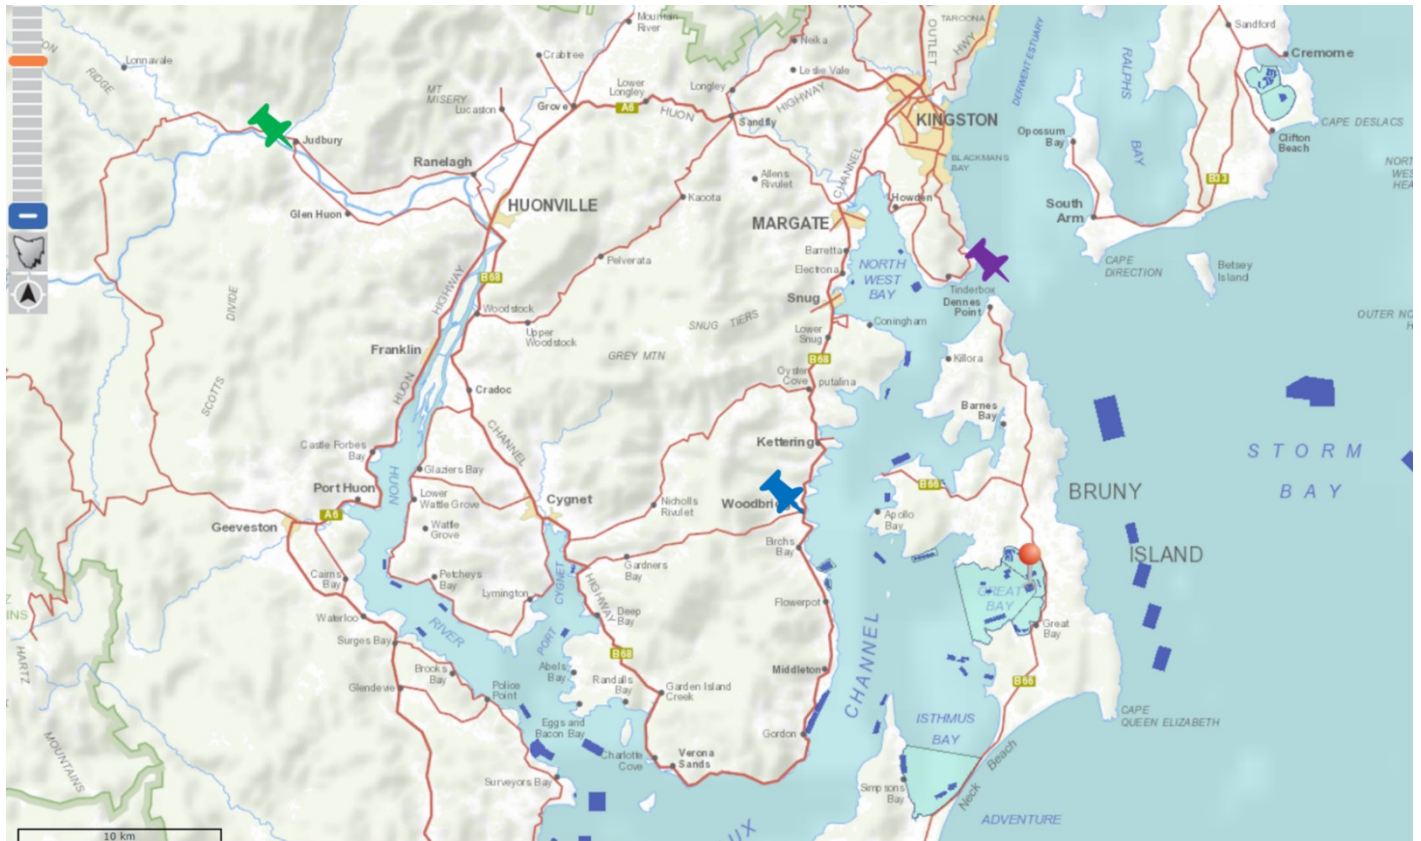 Mountain
River
Neika
OUTLET
TAROONA
HWY
DERWENT ESTUARY
RALPHS
BAY
Sandford
Cremorne
Lonnavale
RIDGE
Crabtree
MT
MISERY
Lucaston
Grove
Lower
Longley
A6
HUON
Longley
Leslie Vale
HIGHWAY
Sandfly
KINGSTON
BLACKMANS
BAY
Opossum
Bay
CAPE DESLACS
Clifton
Beach
Judbury
Ranelagh
Glen Huon
HUONVILLE
Allens
Rivulet
Kaoota
CHANNEL
Howden
MARGATE
South
Arm
B33
CAPE
DIRECTION
Betsey
Island
Pelverata
Barretta
Electrona
NORTH
WEST
BAY
Tinderbox
Dennes
Point
B68
HIGHWAY
Woodstock
Upper
Woodstock
SNUG TIERS
Snug
Lower
Snug
Coningham
DIVIDE
SCOTTS
Franklin
HUON
GREY MTN
B68
Oyster
Cove
putalina
Killora
Cradoc
Barnes
Bay
CHANNEL
Kettering
STORM
BAY
Castle Forbes
Bay
Port Huon
HUON
Glaziers Bay
Lower
Wattle Grove
Wattle
Grove
Cygnet
Nicholls
Rivulet
Woodbri
B66
Apollo
Bay
BRUNY
ISLAND
Geeveston
A6
Birchs
Bay
Gardners
Bay
Cairns
Bay
Petcheys
Bay
Lymington
CYGNET
PORT
HIGHWAY
Deep
Bay
Flowerpot
GREAT
BAY
Great
Bay
Waterloo
RIVER
Surges Bay
B68
CHANNEL
Middleton
B66
HARTZ
MOUNTAINS
Glendevie
Brooks
Bay
Police
Point
Abels
Bay
Randalls
Bay
Garden Island
Creek
Eggs and
Bacon Bay
Gordon
ISTHMUS
BAY
CAPE
QUEEN ELIZABETH
Charlotte
Cove
Verona
Sands
Surveyors Bay
Simpsons
Bay
Neck Beach
ADVENTURE
10 km